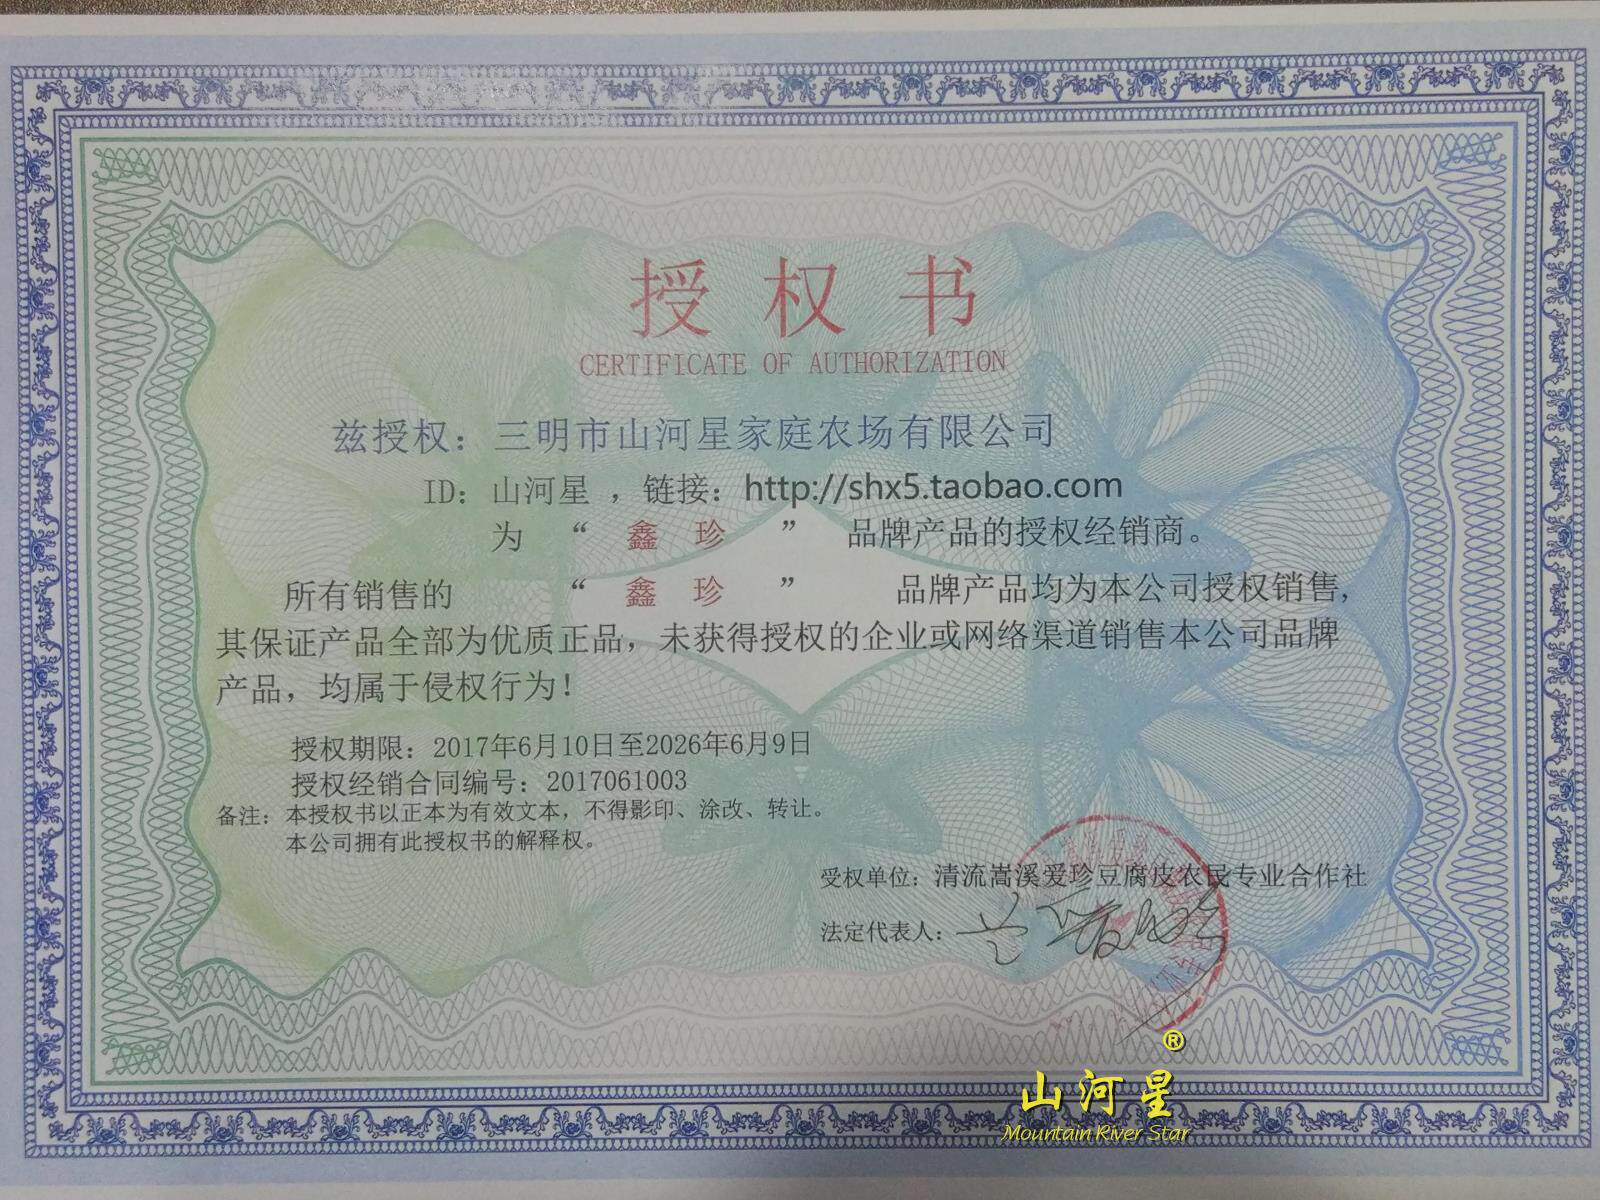 授权书
CERTIFICATE OF AUTHORIZATION
兹授权：三明市山河星家庭农场有限公司
ID：山河星 ，链接：http://shx5.taobao.com
为 “ 鑫 珍 ” 品牌产品的授权经销商。
所有销售的 “ 鑫 珍 ” 品牌产品均为本公司授权销售，
其保证产品全部为优质正品，未获得授权的企业或网络渠道销售本公司品牌
产品，均属于侵权行为！
授权期限：2017年6月10日至2026年6月9日
授权经销合同编号：2017061003
备注：本授权书以正本为有效文本，不得影印、涂改、转让。
本公司拥有此授权书的解释权。
受权单位：清流嵩溪爱珍豆腐皮农民专业合作社
法定代表人：
®
山河星
Mountain River Star